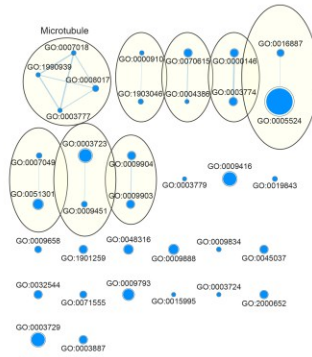 Microtubule
GO:0007018
GO:1990939
GO:0008017
GO:0003777
GO:0000910
GO:1903046
GO:0070615
GO:0004386
GO:0000146
GO:0003774
GO:0016887
GO:0005524
GO:0007049
GO:0051301
GO:0003723
GO:0009451
GO:0009904
GO:0009903
GO:0003779
GO:0009416
GO:0019843
GO:0009658
GO:1901259
GO:0048316
GO:0009888
GO:0009834
GO:0045037
GO:0032544
GO:0071555
GO:0009793
GO:0015995
GO:0003724
GO:2000652
GO:0003729
GO:0003887